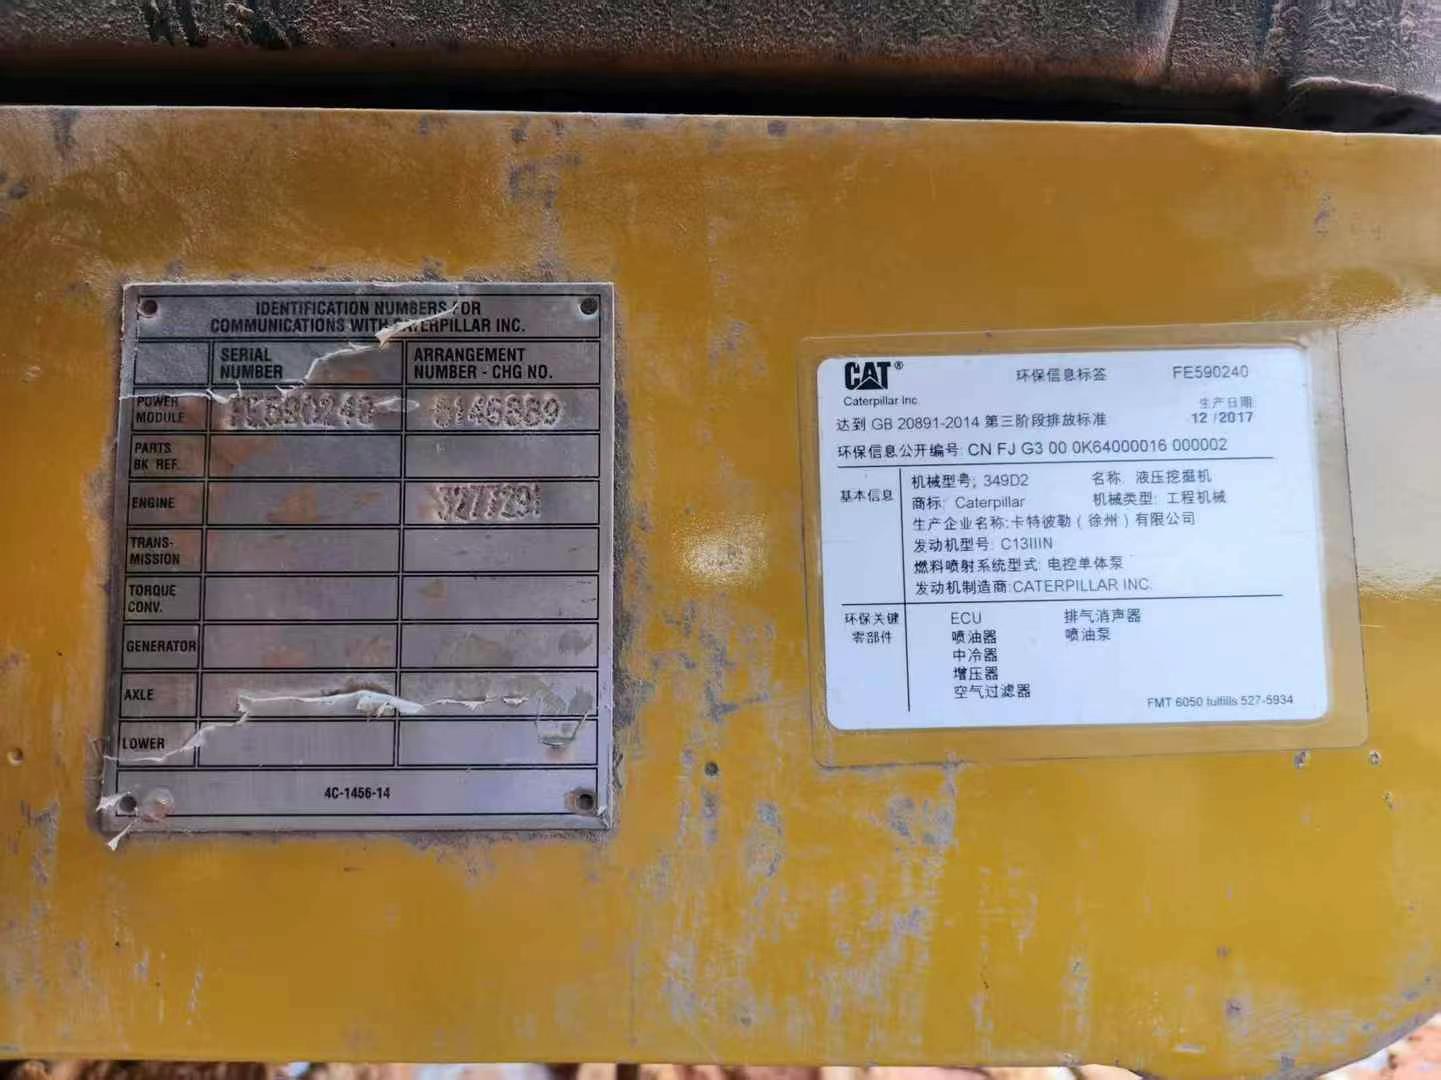 IDENTIFICATION NUMBERS FOR
COMMUNICATIONS WITH CATERPILLAR INC.
SERIAL
NUMBER
ARRANGEMENT
NUMBER - CHG NO.
POWER
MODULE
PARTS
BK REF.
ENGINE
3277291
TRANS-
MISSION
TORQUE
CONV.
GENERATOR
AXLE
LOWER
4C-1456-14
CAT®
Caterpillar Inc.
环保信息标签
FE590240
生产日期
12 /2017
达到 GB 20891-2014 第三阶段排放标准
环保信息公开编号: CN FJ G3 00 0K64000016 000002
基本信息
机械型号; 349D2 名称. 液压挖掘机
商标: Caterpillar 机械类型: 工程机械
生产企业名称:卡特彼勒（徐州）有限公司
发动机型号: C13IIIN
燃料喷射系统型式: 电控单体泵
发动机制造商:CATERPILLAR INC.
环保关键
零部件
ECU 排气消声器
喷油器 喷油泵
中冷器
增压器
空气过滤器
FMT 6050 fulfills 527-5934